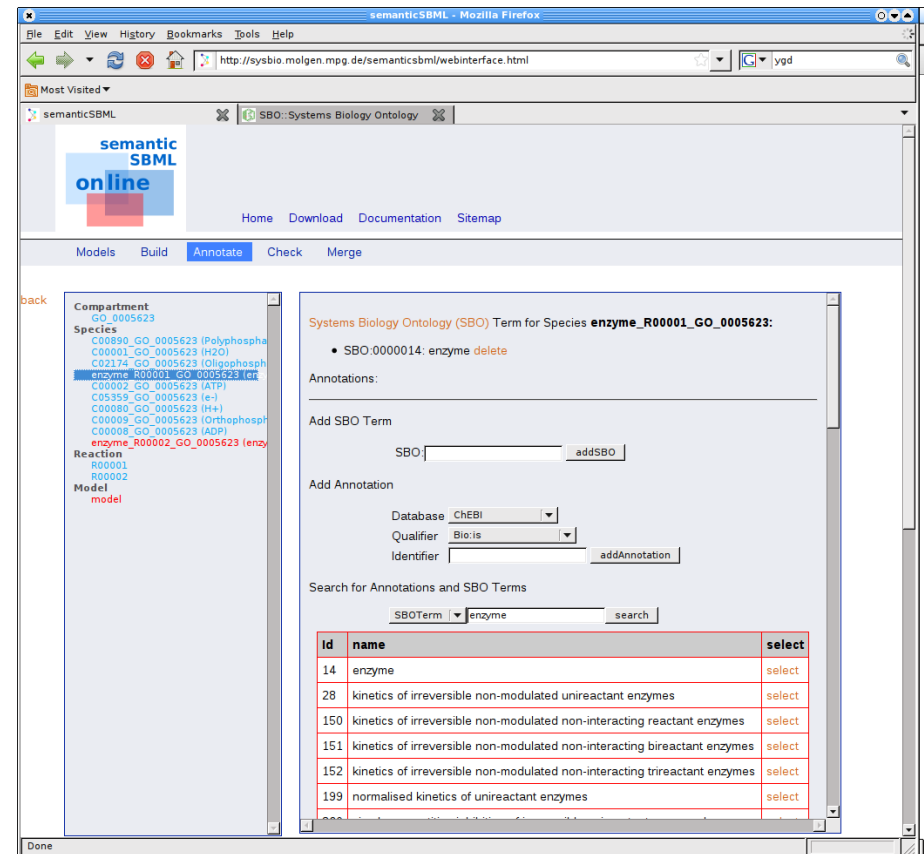 semanticSBML - Mozilla Firefox
File Edit View History Bookmarks Tools Help
http://sysbio.molgen.mpg.de/semanticsbml/webinterface.html
G ygd
Most Visited
semanticSBML
SBO::Systems Biology Ontology
semantic
SBML
on line
Home Download Documentation Sitemap
Models Build Annotate Check Merge
back
Compartment
GO_0005623
Species
C00890_GO_0005623 (Polyphospha
C00001_GO_0005623 (H2O)
C02174_GO_0005623 (Oligophosph
enzyme_R00001_GO_0005623 (en
C00002_GO_0005623 (ATP)
C05359_GO_0005623 (e-)
C00080_GO_0005623 (H+)
C00009_GO_0005623 (Orthophosph
C00008_GO_0005623 (ADP)
enzyme_R00002_GO_0005623 (enzy
Reaction
R00001
R00002
Model
model
Systems Biology Ontology (SBO) Term for Species enzyme_R00001_GO_0005623:
• SBO:0000014: enzyme delete
Annotations:
Add SBO Term
SBO: addSBO
Add Annotation
Database ChEBI
Qualifier Bio:is
Identifier addAnnotation
Search for Annotations and SBO Terms
SBOTerm enzyme search
Id name select
14 enzyme select
28 kinetics of irreversible non-modulated unireactant enzymes select
150 kinetics of irreversible non-modulated non-interacting reactant enzymes select
151 kinetics of irreversible non-modulated non-interacting bireactant enzymes select
152 kinetics of irreversible non-modulated non-interacting trireactant enzymes select
199 normalised kinetics of unireactant enzymes select
Done